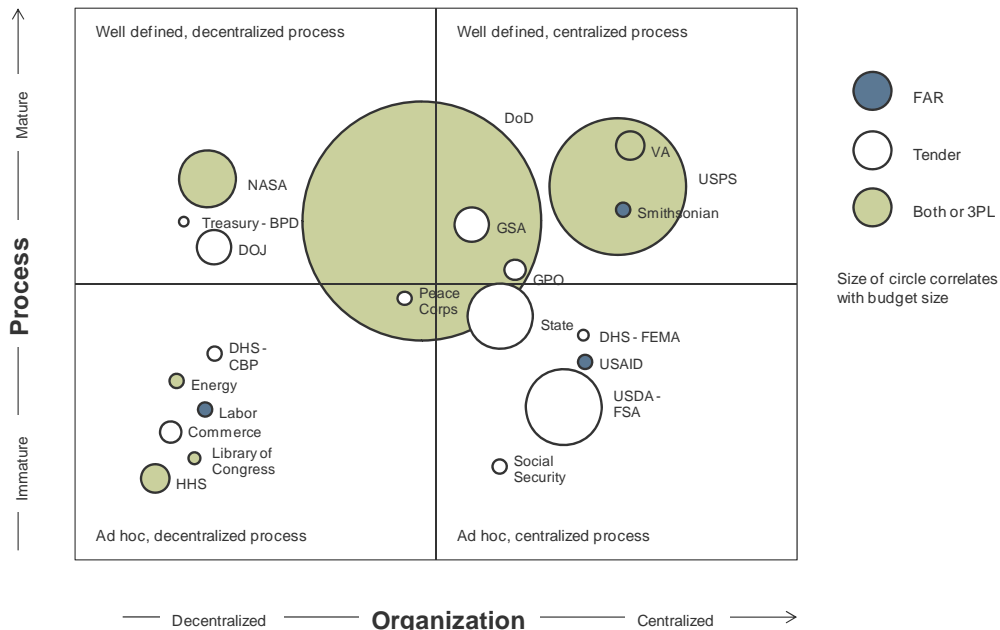 Well defined, decentralized process
Well defined, centralized process
Mature
Process
Immature
DoD
VA
USPS
Smithsonian
NASA
Treasury - BPD
DOJ
GSA
GPO
Peace
Corps
State
DHS - FEMA
USAID
USDA -
FSA
Social
Security
DHS -
CBP
Energy
Labor
Commerce
Library of
Congress
HHS
Ad hoc, decentralized process
Ad hoc, centralized process
FAR
Tender
Both or 3PL
Size of circle correlates
with budget size
Decentralized
Organization
Centralized